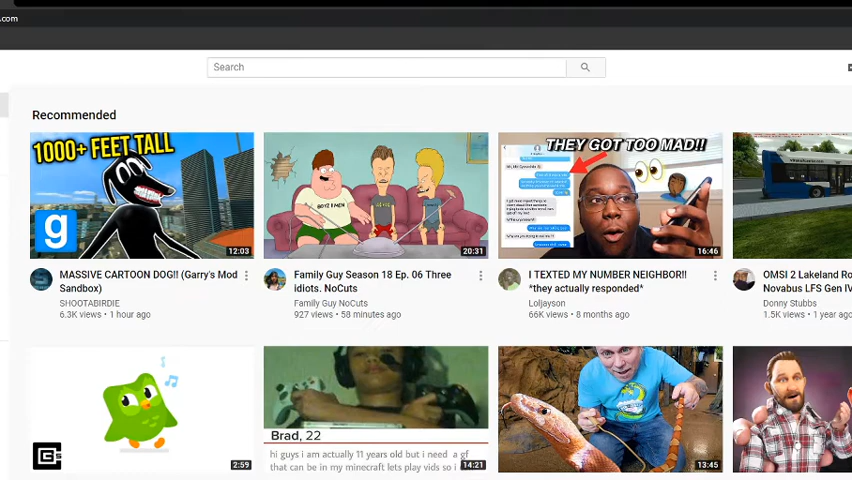 .com
Search
Recommended
1000+ FEET TALL
g
12:03
MASSIVE CARTOON DOG!! (Garry's Mod
Sandbox)
SHOOTABIRDIE
6.3K views • 1 hour ago
20:31
Family Guy Season 18 Ep. 06 Three
idiots. NoCuts
Family Guy NoCuts
927 views • 58 minutes ago
THEY GOT TOO MAD!!
16:46
I TEXTED MY NUMBER NEIGHBOR!!
*they actually responded*
Loljayson
66K views • 8 months ago
OMSI 2 Lakeland Ro
Novabus LFS Gen IV
Donny Stubbs
1.5K views • 1 year ago
2:59
Brad, 22
hi guys i am actually 11 years old but i need a gf
that can be in my minecraft lets play vids so i
14:21
13:45